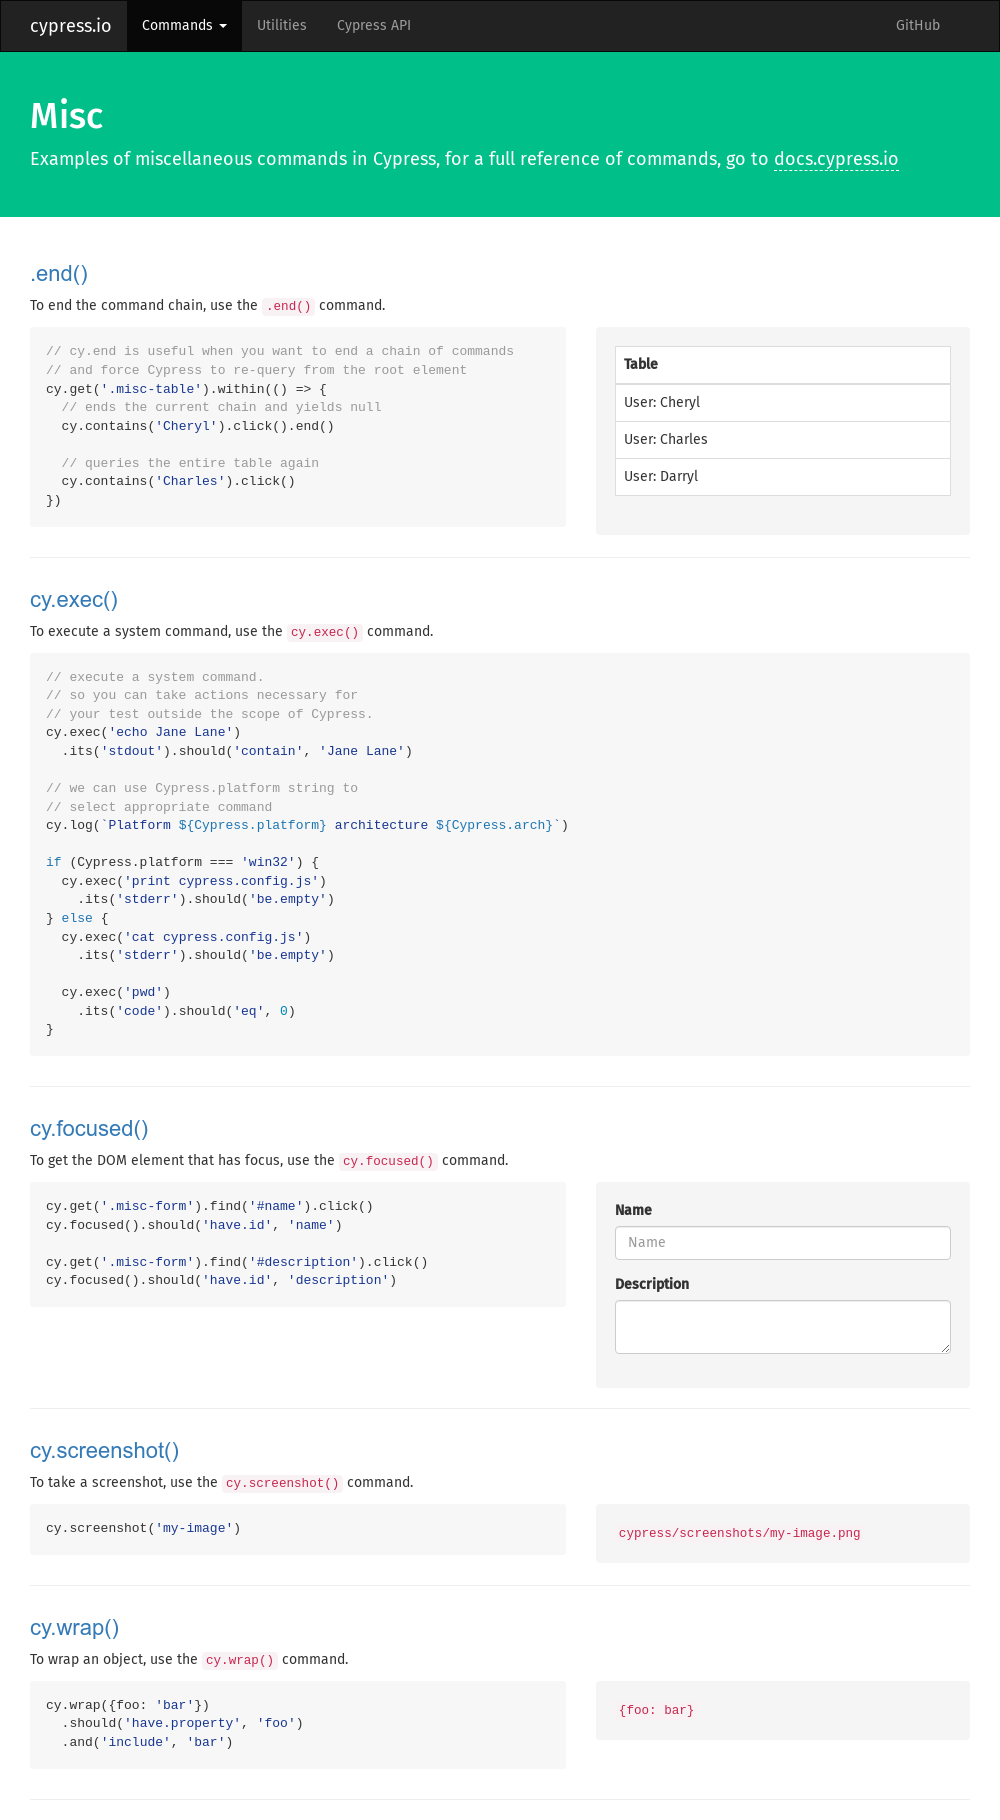 cypress.io Commands Utilities Cypress API GitHub
Misc
Examples of miscellaneous commands in Cypress, for a full reference of commands, go to docs.cypress.io
.end()
To end the command chain, use the .end() command.
// cy.end is useful when you want to end a chain of commands
// and force Cypress to re-query from the root element
cy.get('.misc-table').within(() => {
  // ends the current chain and yields null
  cy.contains('Cheryl').click().end()
  // queries the entire table again
  cy.contains('Charles').click()
})
Table
User: Cheryl
User: Charles
User: Darryl
cy.exec()
To execute a system command, use the cy.exec() command.
// execute a system command.
// so you can take actions necessary for
// your test outside the scope of Cypress.
cy.exec('echo Jane Lane')
  .its('stdout').should('contain', 'Jane Lane')
// we can use Cypress.platform string to
// select appropriate command
cy.log(`Platform ${Cypress.platform} architecture ${Cypress.arch}`)
if (Cypress.platform === 'win32') {
  cy.exec('print cypress.config.js')
    .its('stderr').should('be.empty')
} else {
  cy.exec('cat cypress.config.js')
    .its('stderr').should('be.empty')
  cy.exec('pwd')
    .its('code').should('eq', 0)
}
cy.focused()
To get the DOM element that has focus, use the cy.focused() command.
cy.get('.misc-form').find('#name').click()
cy.focused().should('have.id', 'name')
cy.get('.misc-form').find('#description').click()
cy.focused().should('have.id', 'description')
Name
Name
Description
cy.screenshot()
To take a screenshot, use the cy.screenshot() command.
cy.screenshot('my-image')
cypress/screenshots/my-image.png
cy.wrap()
To wrap an object, use the cy.wrap() command.
cy.wrap({foo: 'bar'})
  .should('have.property', 'foo')
  .and('include', 'bar')
{foo: bar}